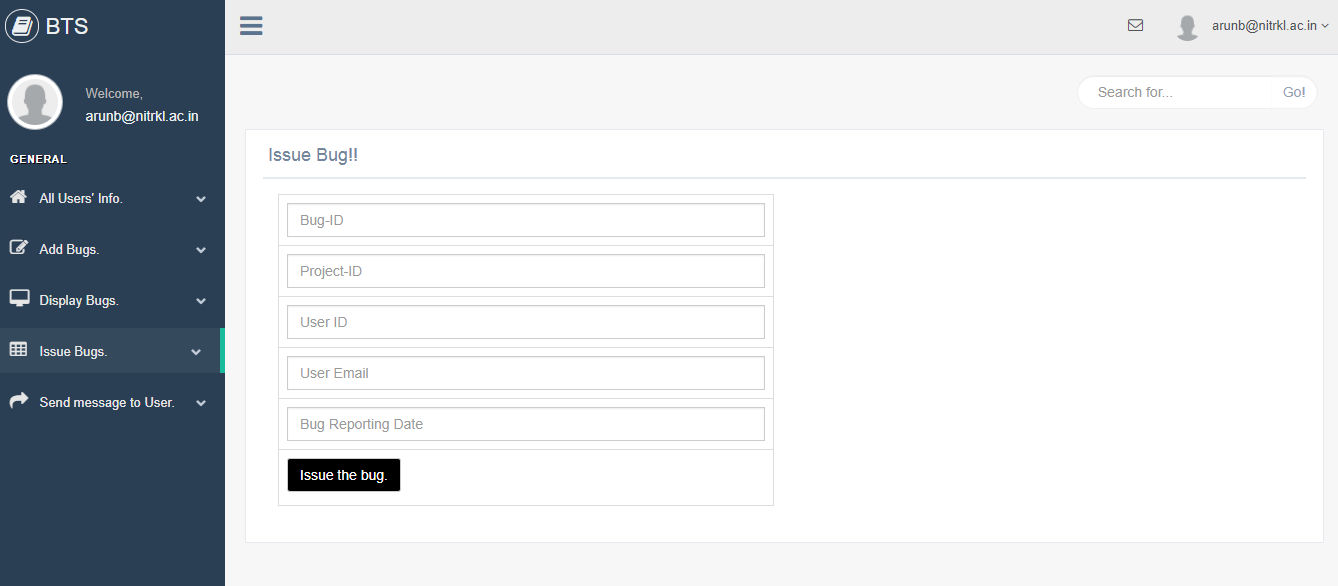 BTS
arunb@nitrkl.ac.in
Welcome,
arunb@nitrkl.ac.in
Search for...
Go!
GENERAL
All Users' Info.
Add Bugs.
Display Bugs.
Issue Bugs.
Send message to User.
Issue Bug!!
Bug-ID
Project-ID
User ID
User Email
Bug Reporting Date
Issue the bug.